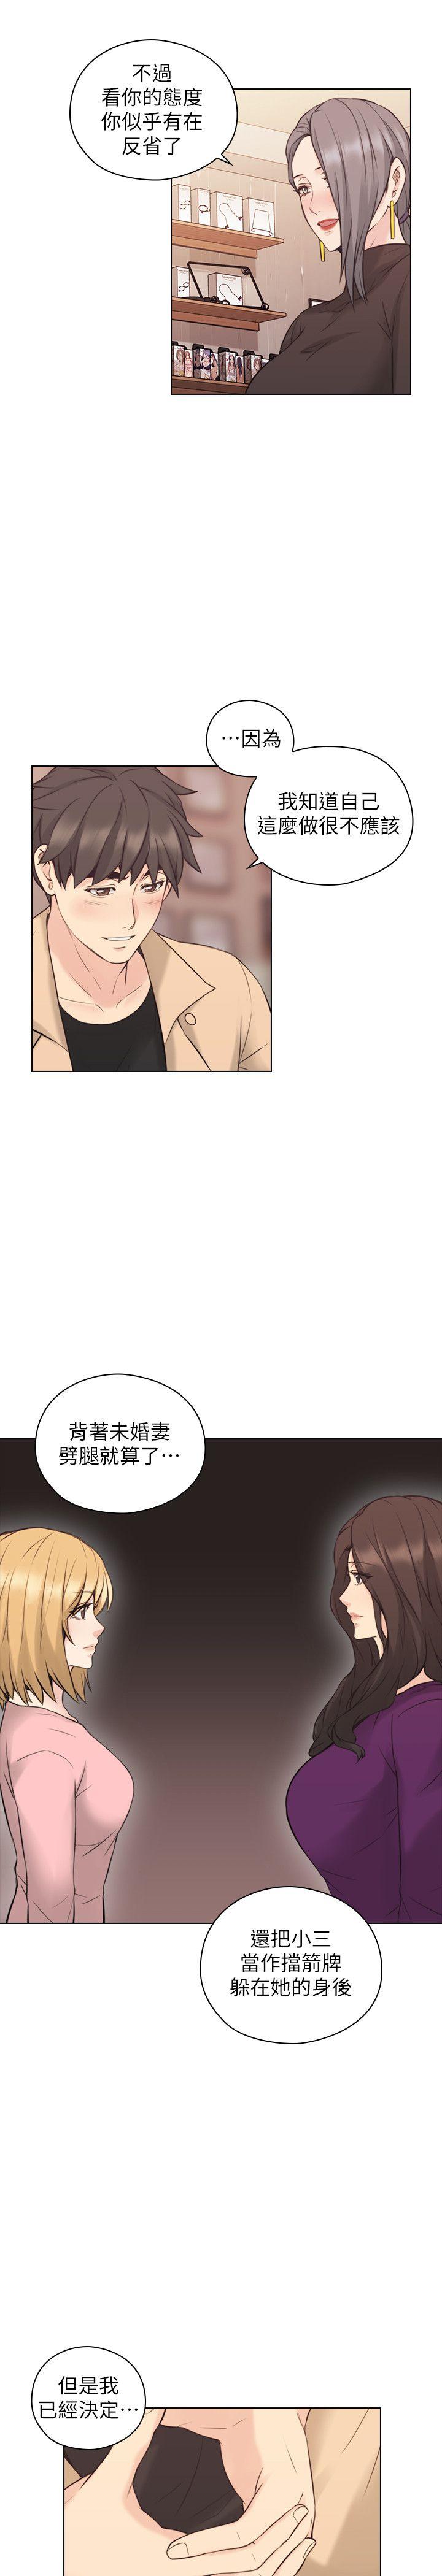 不過
看你的態度
你似乎有在
反省了
…因為
我知道自己
這麼做很不應該
背著未婚妻
劈腿就算了…
還把小三
當作擋箭牌
躲在她的身後
但是我
已經決定…